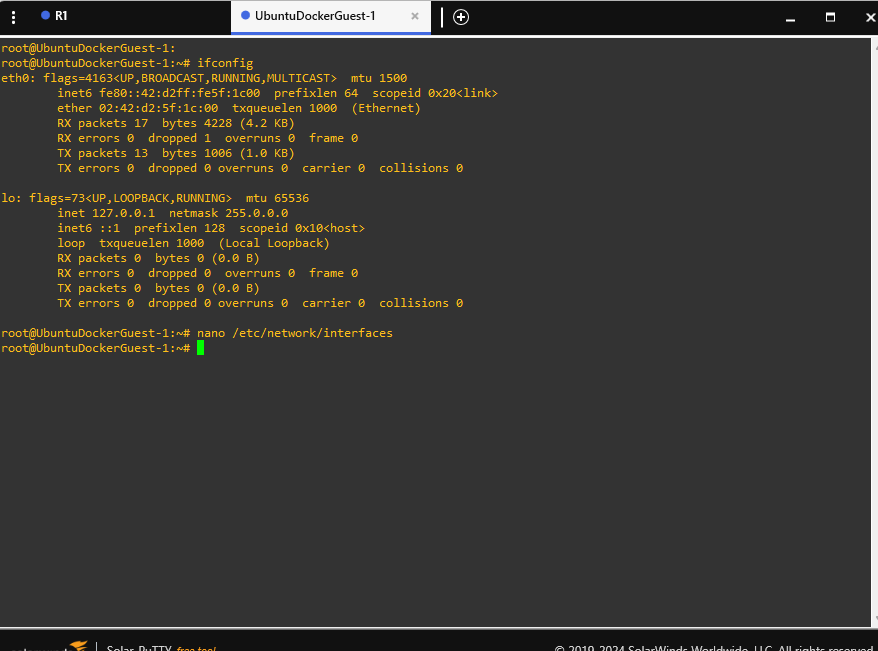 R1
UbuntuDockerGuest-1
root@UbuntuDockerGuest-1:
root@UbuntuDockerGuest-1:~# ifconfig
eth0: flags=4163<UP,BROADCAST,RUNNING,MULTICAST>  mtu 1500
        inet6 fe80::42:d2ff:fe5f:1c00  prefixlen 64  scopeid 0x20<link>
        ether 02:42:d2:5f:1c:00  txqueuelen 1000  (Ethernet)
        RX packets 17  bytes 4228 (4.2 KB)
        RX errors 0  dropped 1  overruns 0  frame 0
        TX packets 13  bytes 1006 (1.0 KB)
        TX errors 0  dropped 0 overruns 0  carrier 0  collisions 0
lo: flags=73<UP,LOOPBACK,RUNNING>  mtu 65536
        inet 127.0.0.1  netmask 255.0.0.0
        inet6 ::1  prefixlen 128  scopeid 0x10<host>
        loop  txqueuelen 1000  (Local Loopback)
        RX packets 0  bytes 0 (0.0 B)
        RX errors 0  dropped 0  overruns 0  frame 0
        TX packets 0  bytes 0 (0.0 B)
        TX errors 0  dropped 0 overruns 0  carrier 0  collisions 0
root@UbuntuDockerGuest-1:~# nano /etc/network/interfaces
root@UbuntuDockerGuest-1:~#
Solar-PuTTY free tool
© 2019-2024 SolarWinds Worldwide, LLC. All rights reserved.